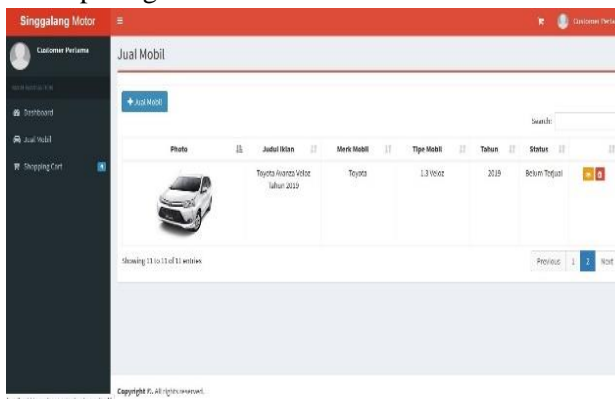 Singgalang Motor
Customer Pertama
Customer Perta
Jual Mobil
Dashboard
Jual Mobil
Shopping Cart
+ Jual Mobil
Search:
Photo Judul Iklan Merk Mobil Tipe Mobil Tahun Status
Toyota Avanza Veloz Toyota 1.3 Veloz 2019 Belum Terjual
Tahun 2019
Showing 11 to 11 of 11 entries
Previous 1 2 Next
Copyright ©. All rights reserved.